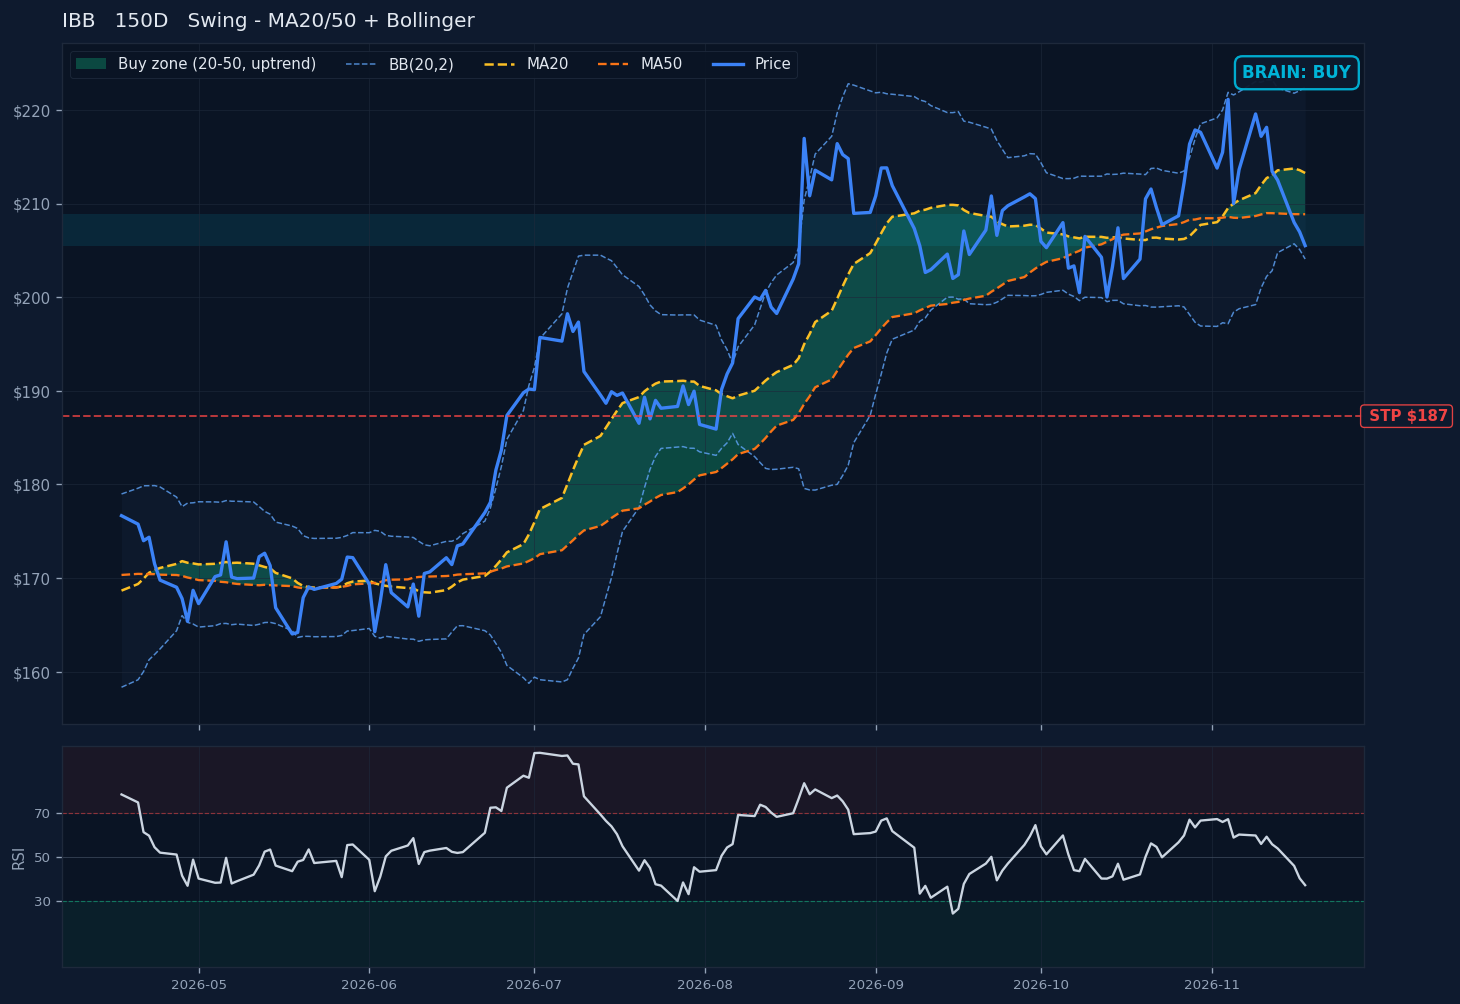 IBB 150D Swing - MA20/50 + Bollinger
Buy zone (20-50, uptrend)
BB(20,2)
MA20
MA50
Price
BRAIN: BUY
$220
$210
$200
$190
$180
$170
$160
STP $187
RSI
70
50
30
2026-05
2026-06
2026-07
2026-08
2026-09
2026-10
2026-11